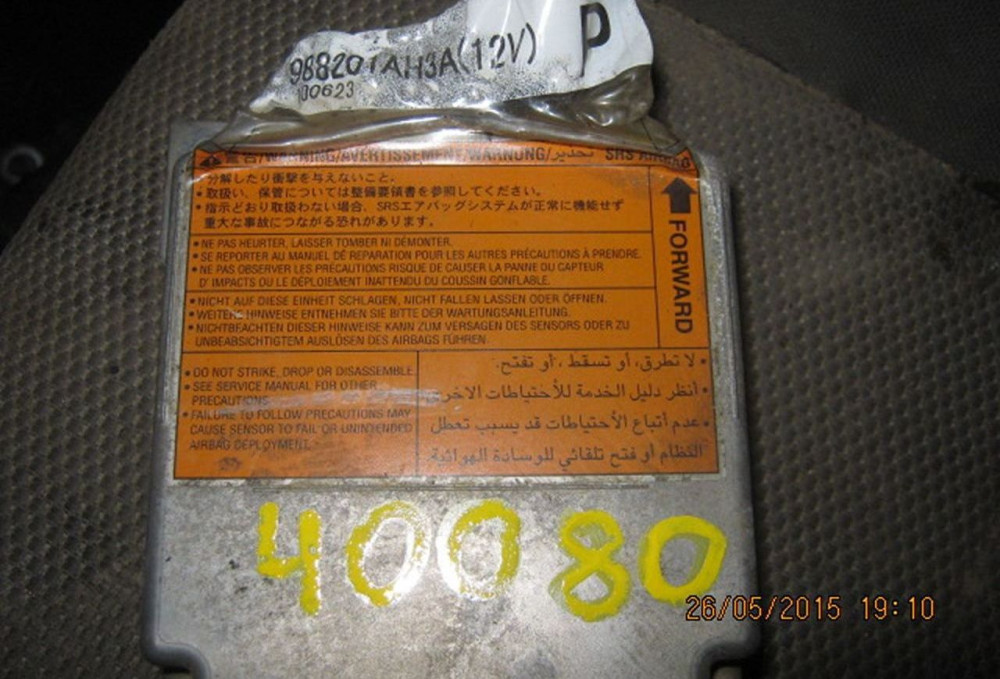 988201AH3A(12V) P
100623
警告/WARNING/AVERTISSEMENT/WARNUNG/تحذير SRS AIRBAG
分解したり衝撃を与えないこと.
• 取扱い、保管については整備要領書を参照してください。
• 指示どおり取扱わない場合、SRSエアバッグシステムが正常に機能せず
重大な事故につながる恐れがあります。
FORWARD
• NE PAS HEURTER, LAISSER TOMBER NI DÉMONTER.
• SE REPORTER AU MANUEL DE REPARATION POUR LES AUTRES PRÉCAUTIONS À PRENDRE.
• NE PAS OBSERVER LES PRÉCAUTIONS RISQUE DE CAUSER LA PANNE OU CAPTEUR
D'IMPACTS OU LE DÉPLOIEMENT INATTENDU DU COUSSIN GONFLABLE.
• NICHT AUF DIESE EINHEIT SCHLAGEN, NICHT FALLEN LASSEN ODER ÖFFNEN.
• WEITERE HINWEISE ENTNEHMEN SIE BITTE DER WARTUNGSANLEITUNG.
• NICHTBEACHTEN DIESER HINWEISE KANN ZUM VERSAGEN DES SENSORS ODER ZU
UNBEABSICHTIGTEM AUSLÖSEN DES AIRBAGS FÜHREN.
• DO NOT STRIKE, DROP OR DISASSEMBLE.
• SEE SERVICE MANUAL FOR OTHER
PRECAUTIONS
• FAILURE TO FOLLOW PRECAUTIONS MAY
CAUSE SENSOR TO FAIL OR UNINTENDED
AIRBAG DEPLOYMENT.
• لا تطرق، أو تسقط، أو تفتح.
• أنظر دليل الخدمة للأحتياطات الاخرى
• عدم أتباع الأحتياطات قد يسبب تعطل
النظام أو فتح تلقائي للوسادة الهوائية.
40080
26/05/2015 19:10